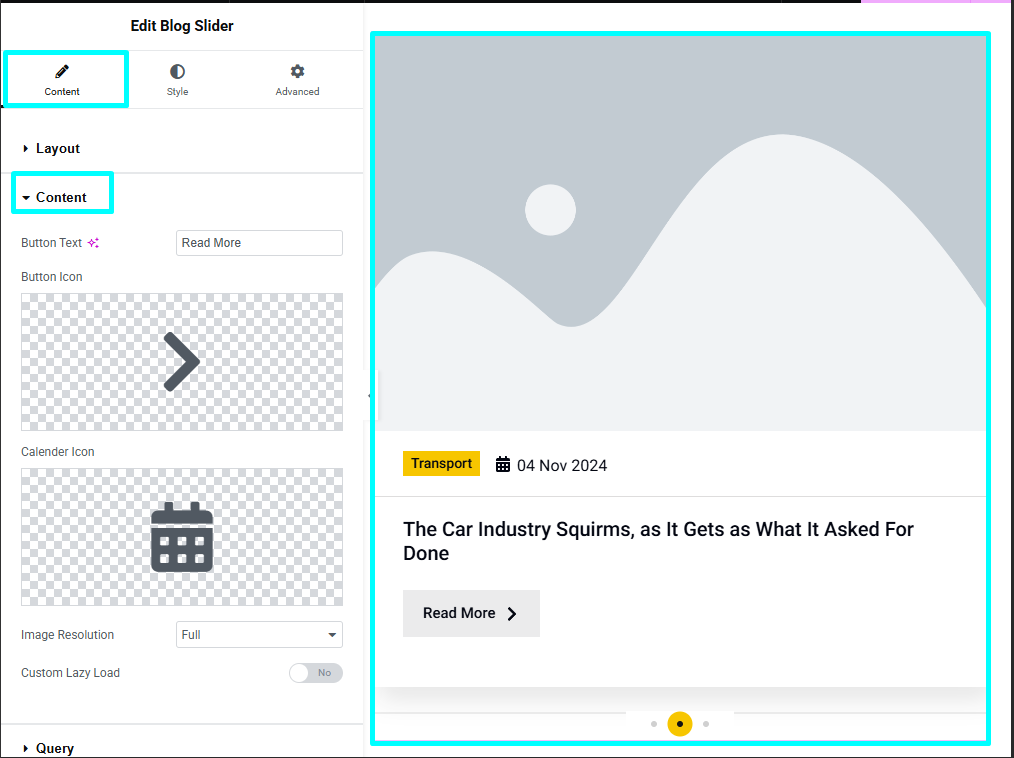 Edit Blog Slider
Content
Style
Advanced
Layout
Content
Button Text
Read More
Button Icon
Calender Icon
Image Resolution
Full
Custom Lazy Load
No
Query
Transport
04 Nov 2024
The Car Industry Squirms, as It Gets as What It Asked For
Done
Read More